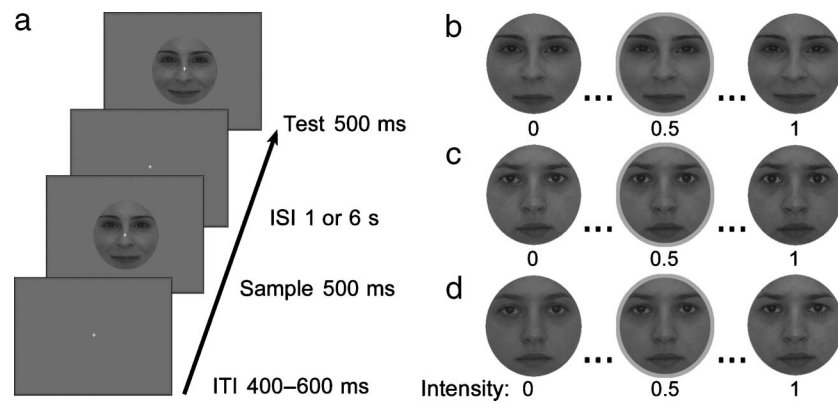 a
Test 500 ms
ISI 1 or 6 s
Sample 500 ms
ITI 400–600 ms
b
... ...
0 0.5 1
c
... ...
0 0.5 1
d
... ...
Intensity: 0 0.5 1